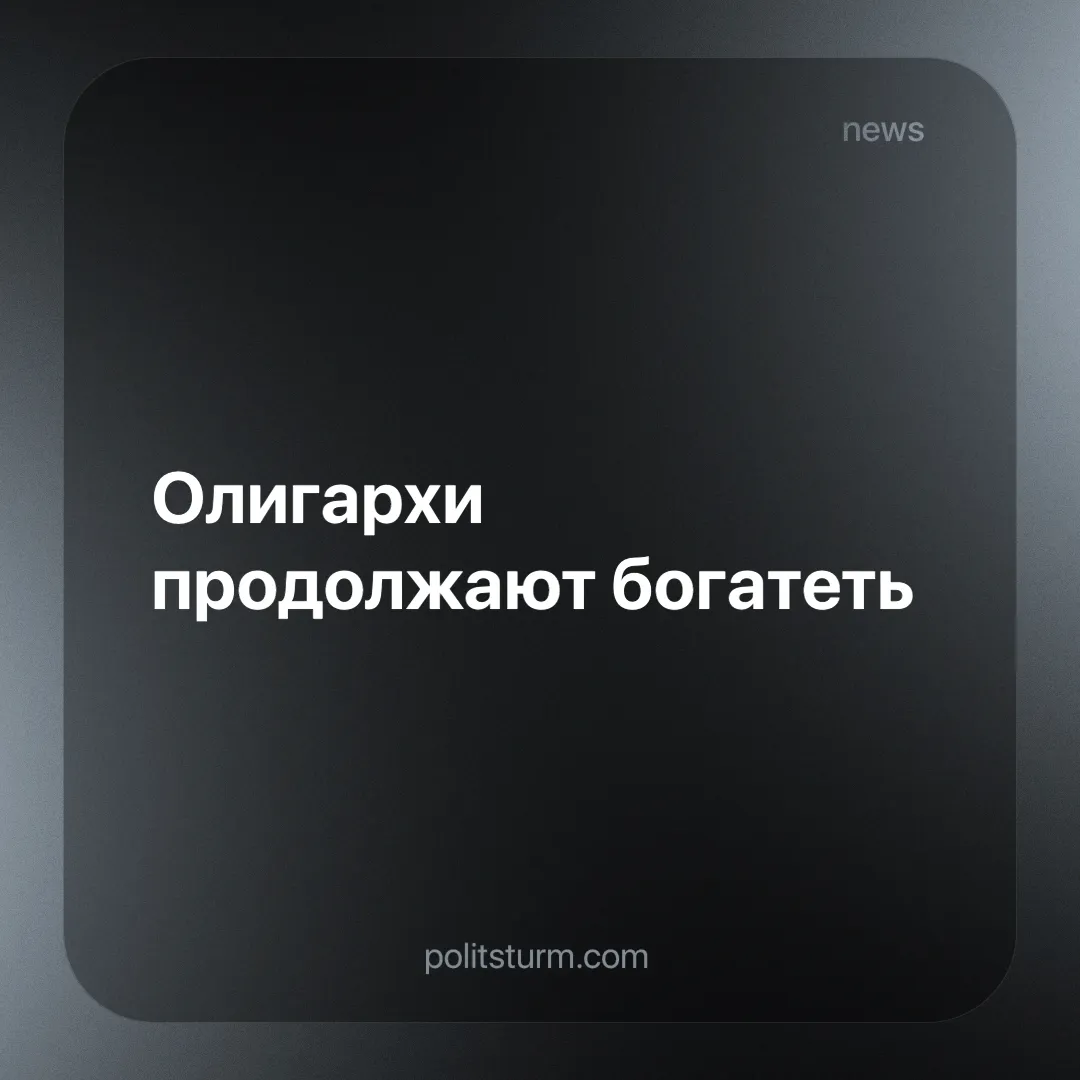 news
Олигархи
продолжают богатеть
politsturm.com